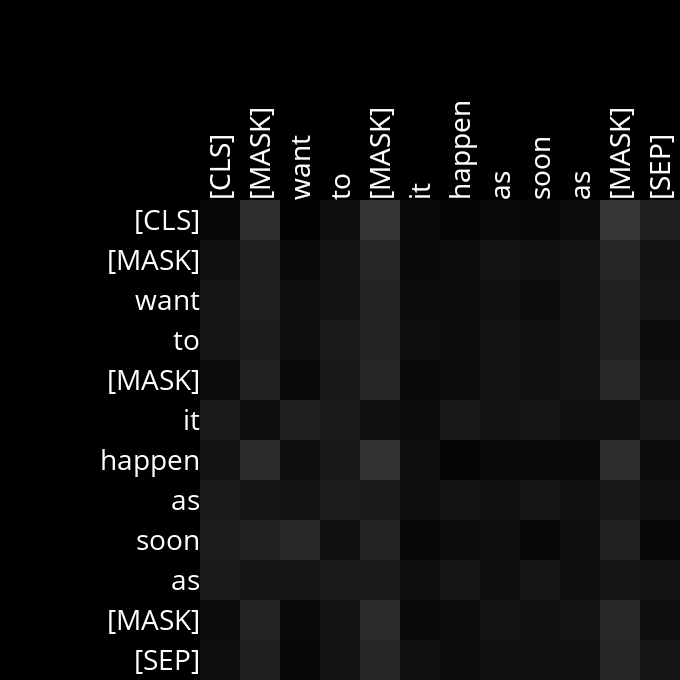 [CLS] [MASK] want to [MASK] it happen as soon as [MASK] [SEP]
[CLS]
[MASK]
want
to
[MASK]
it
happen
as
soon
as
[MASK]
[SEP]